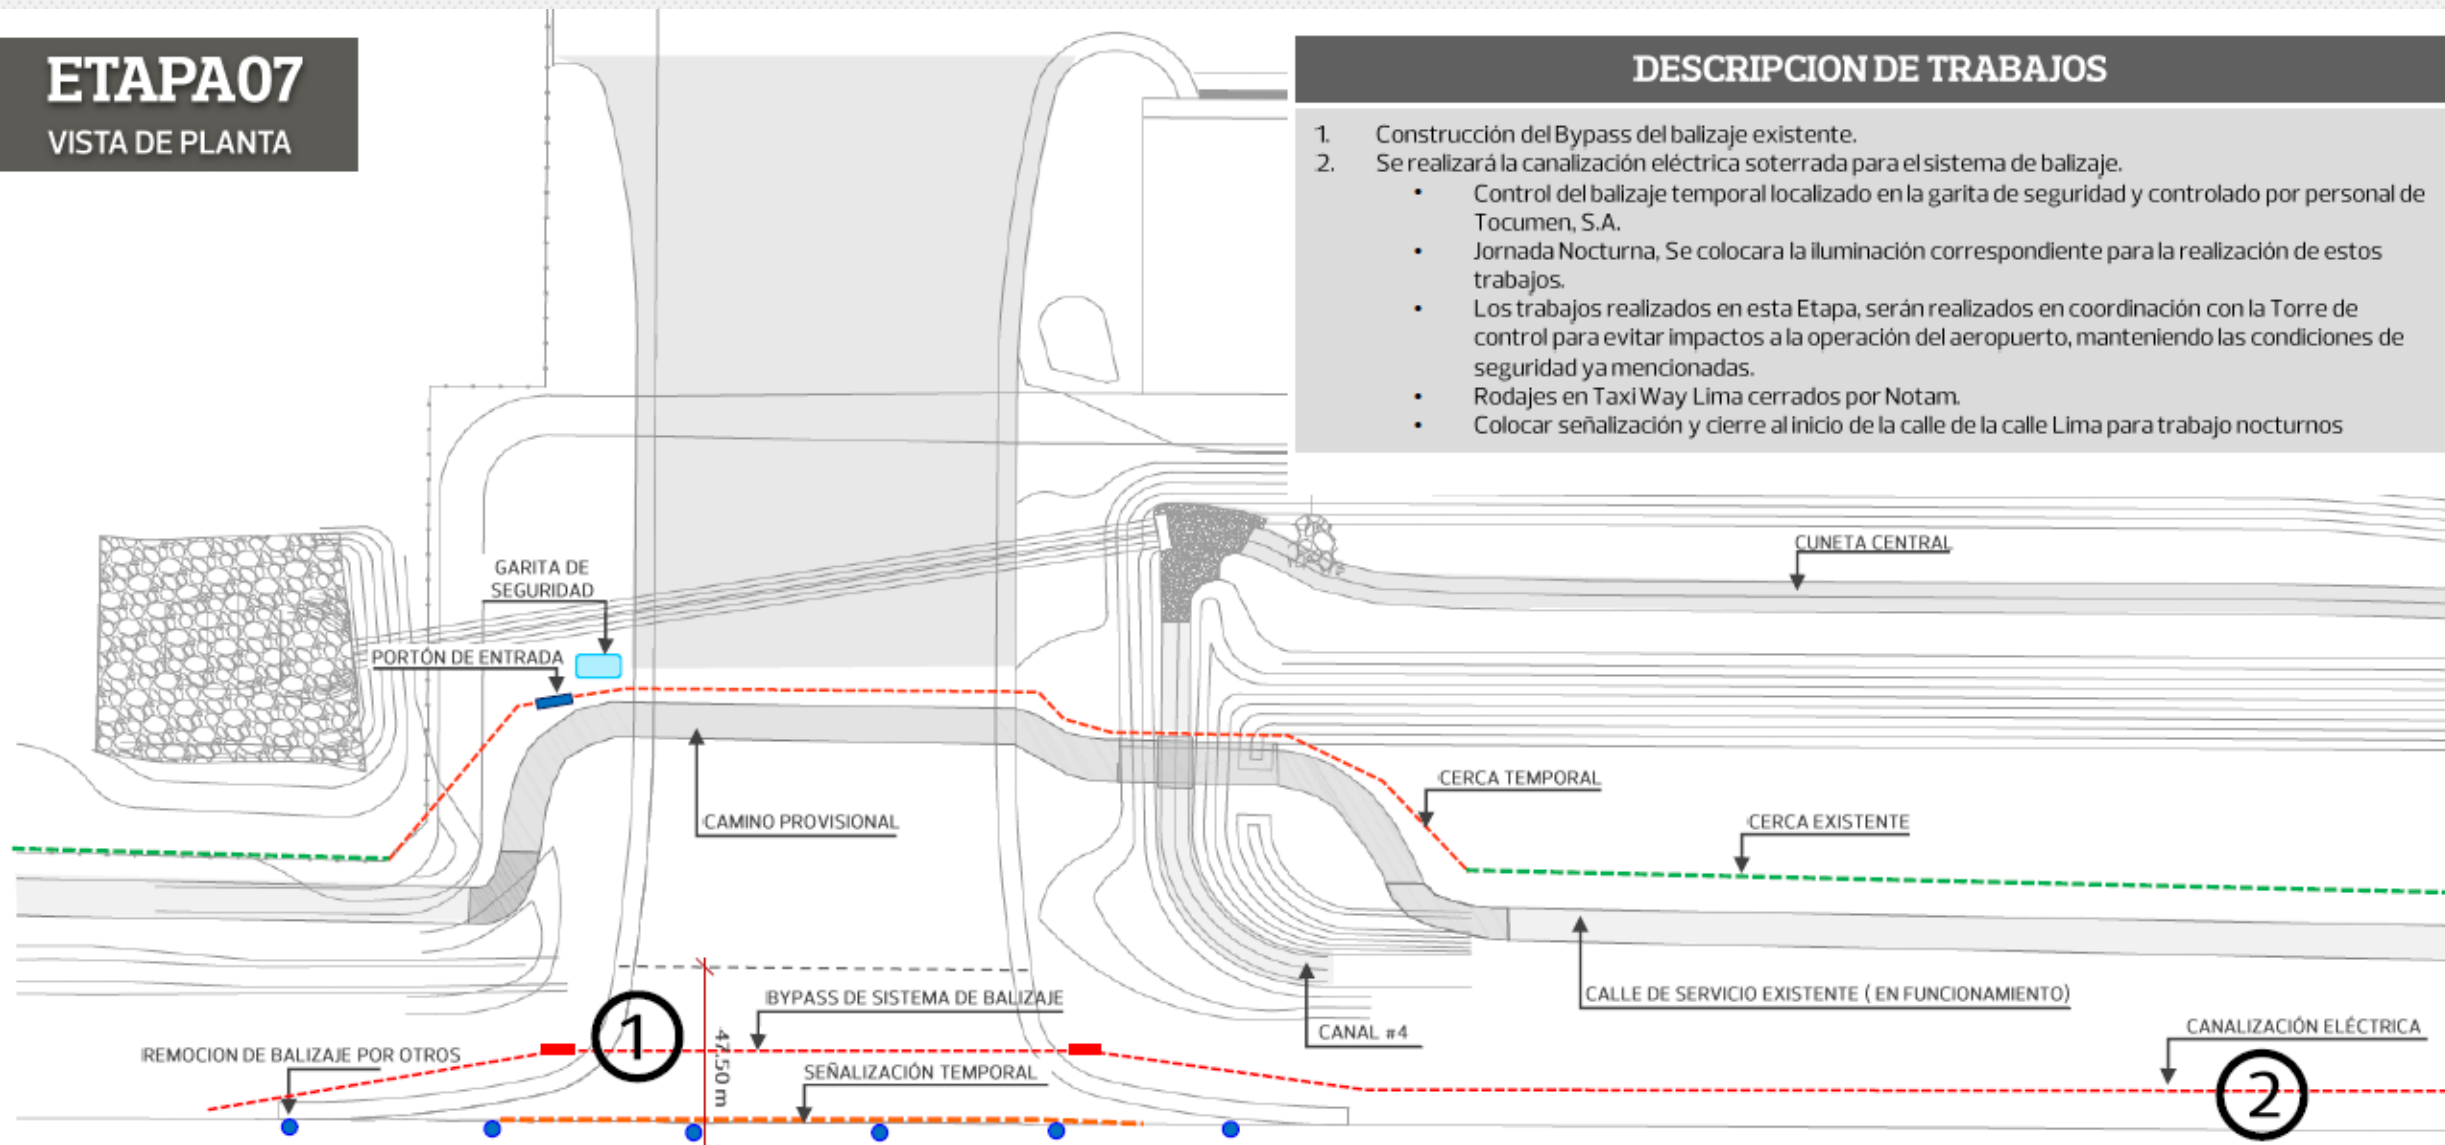 ETAPA07
VISTA DE PLANTA
DESCRIPCION DE TRABAJOS
1. Construcción del Bypass del balizaje existente.
2. Se realizará la canalización eléctrica soterrada para el sistema de balizaje.
• Control del balizaje temporal localizado en la garita de seguridad y controlado por personal de
Tocumen, S.A.
• Jornada Nocturna, Se colocara la iluminación correspondiente para la realización de estos
trabajos.
• Los trabajos realizados en esta Etapa, serán realizados en coordinación con la Torre de
control para evitar impactos a la operación del aeropuerto, manteniendo las condiciones de
seguridad ya mencionadas.
• Rodajes en Taxi Way Lima cerrados por Notam.
• Colocar señalización y cierre al inicio de la calle de la calle Lima para trabajo nocturnos
CUNETA CENTRAL
GARITA DE
SEGURIDAD
PORTÓN DE ENTRADA
CERCA TEMPORAL
CAMINO PROVISIONAL
CERCA EXISTENTE
BYPASS DE SISTEMA DE BALIZAJE
CALLE DE SERVICIO EXISTENTE ( EN FUNCIONAMIENTO)
1
CANAL #4
CANALIZACIÓN ELÉCTRICA
REMOCION DE BALIZAJE POR OTROS
47.50 m
SEÑALIZACIÓN TEMPORAL
2